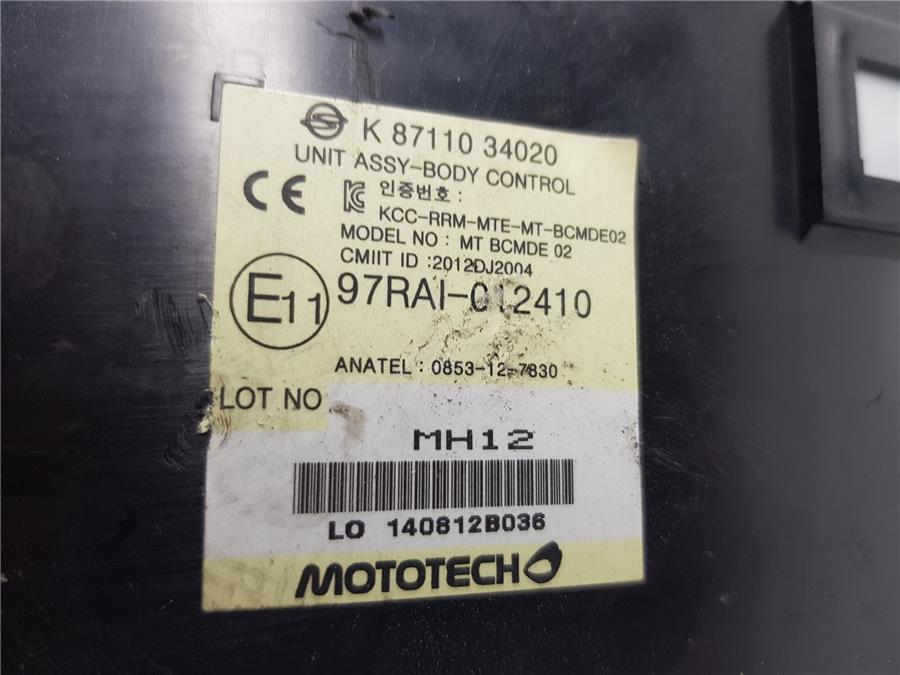 K 87110 34020
UNIT ASSY-BODY CONTROL
CE 인증번호 :
KCC-RRM-MTE-MT-BCMDE02
MODEL NO : MT BCMDE 02
CMIIT ID :2012DJ2004
E11 97RAI-012410
ANATEL : 0853-12-7830
LOT NO
MH12
LO 140812B036
MOTOTECH